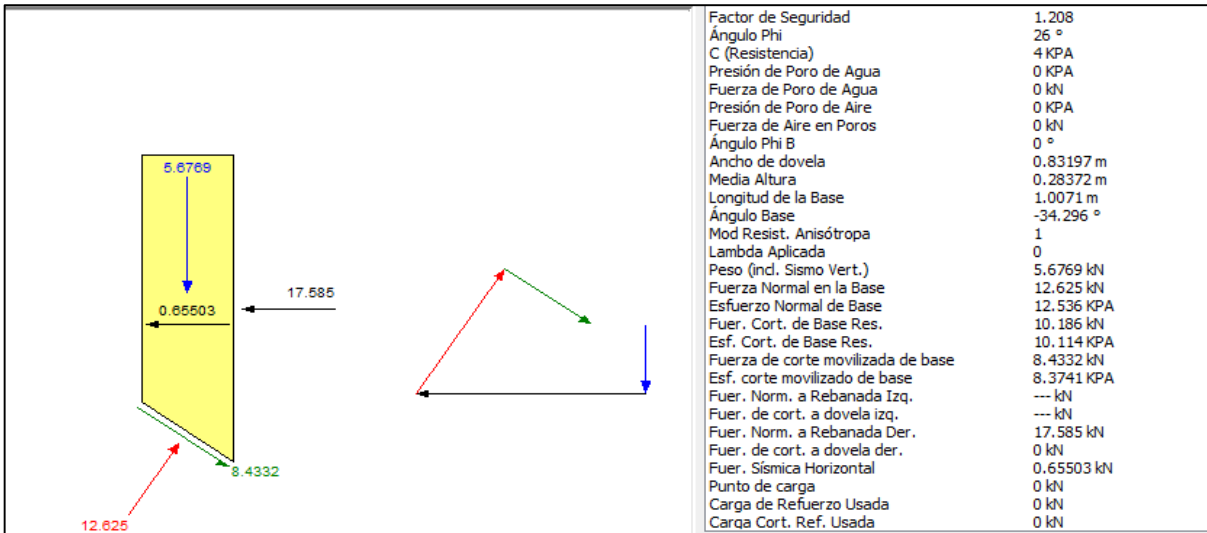 5.6769
0.65503
17.585
8.4332
12.625
Factor de Seguridad 1.208
Ángulo Phi 26 °
C (Resistencia) 4 KPA
Presión de Poro de Agua 0 KPA
Fuerza de Poro de Agua 0 kN
Presión de Poro de Aire 0 KPA
Fuerza de Aire en Poros 0 kN
Ángulo Phi B 0 °
Ancho de dovela 0.83197 m
Media Altura 0.28372 m
Longitud de la Base 1.0071 m
Ángulo Base -34.296 °
Mod Resist. Anisótropa 1
Lambda Aplicada 0
Peso (incl. Sismo Vert.) 5.6769 kN
Fuerza Normal en la Base 12.625 kN
Esfuerzo Normal de Base 12.536 KPA
Fuer. Cort. de Base Res. 10.186 kN
Esf. Cort. de Base Res. 10.114 KPA
Fuerza de corte movilizada de base 8.4332 kN
Esf. corte movilizado de base 8.3741 KPA
Fuer. Norm. a Rebanada Izq. --- kN
Fuer. de cort. a dovela izq. --- kN
Fuer. Norm. a Rebanada Der. 17.585 kN
Fuer. de cort. a dovela der. 0 kN
Fuer. Sísmica Horizontal 0.65503 kN
Punto de carga 0 kN
Carga de Refuerzo Usada 0 kN
Carga Cort. Ref. Usada 0 kN